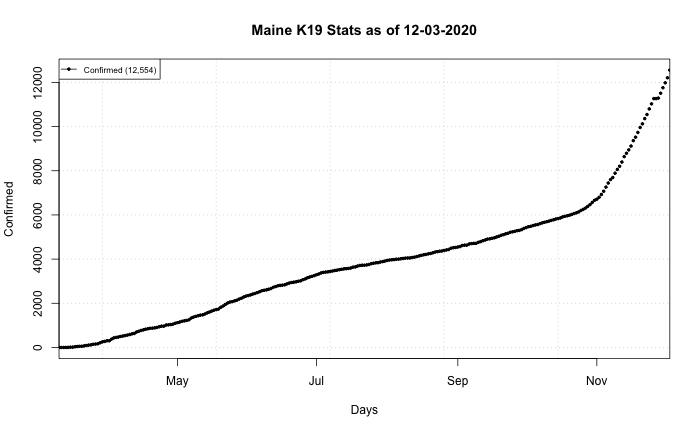 Maine K19 Stats as of 12-03-2020
Confirmed (12,554)
Confirmed
12000
10000
8000
6000
4000
2000
0
May Jul Sep Nov
Days